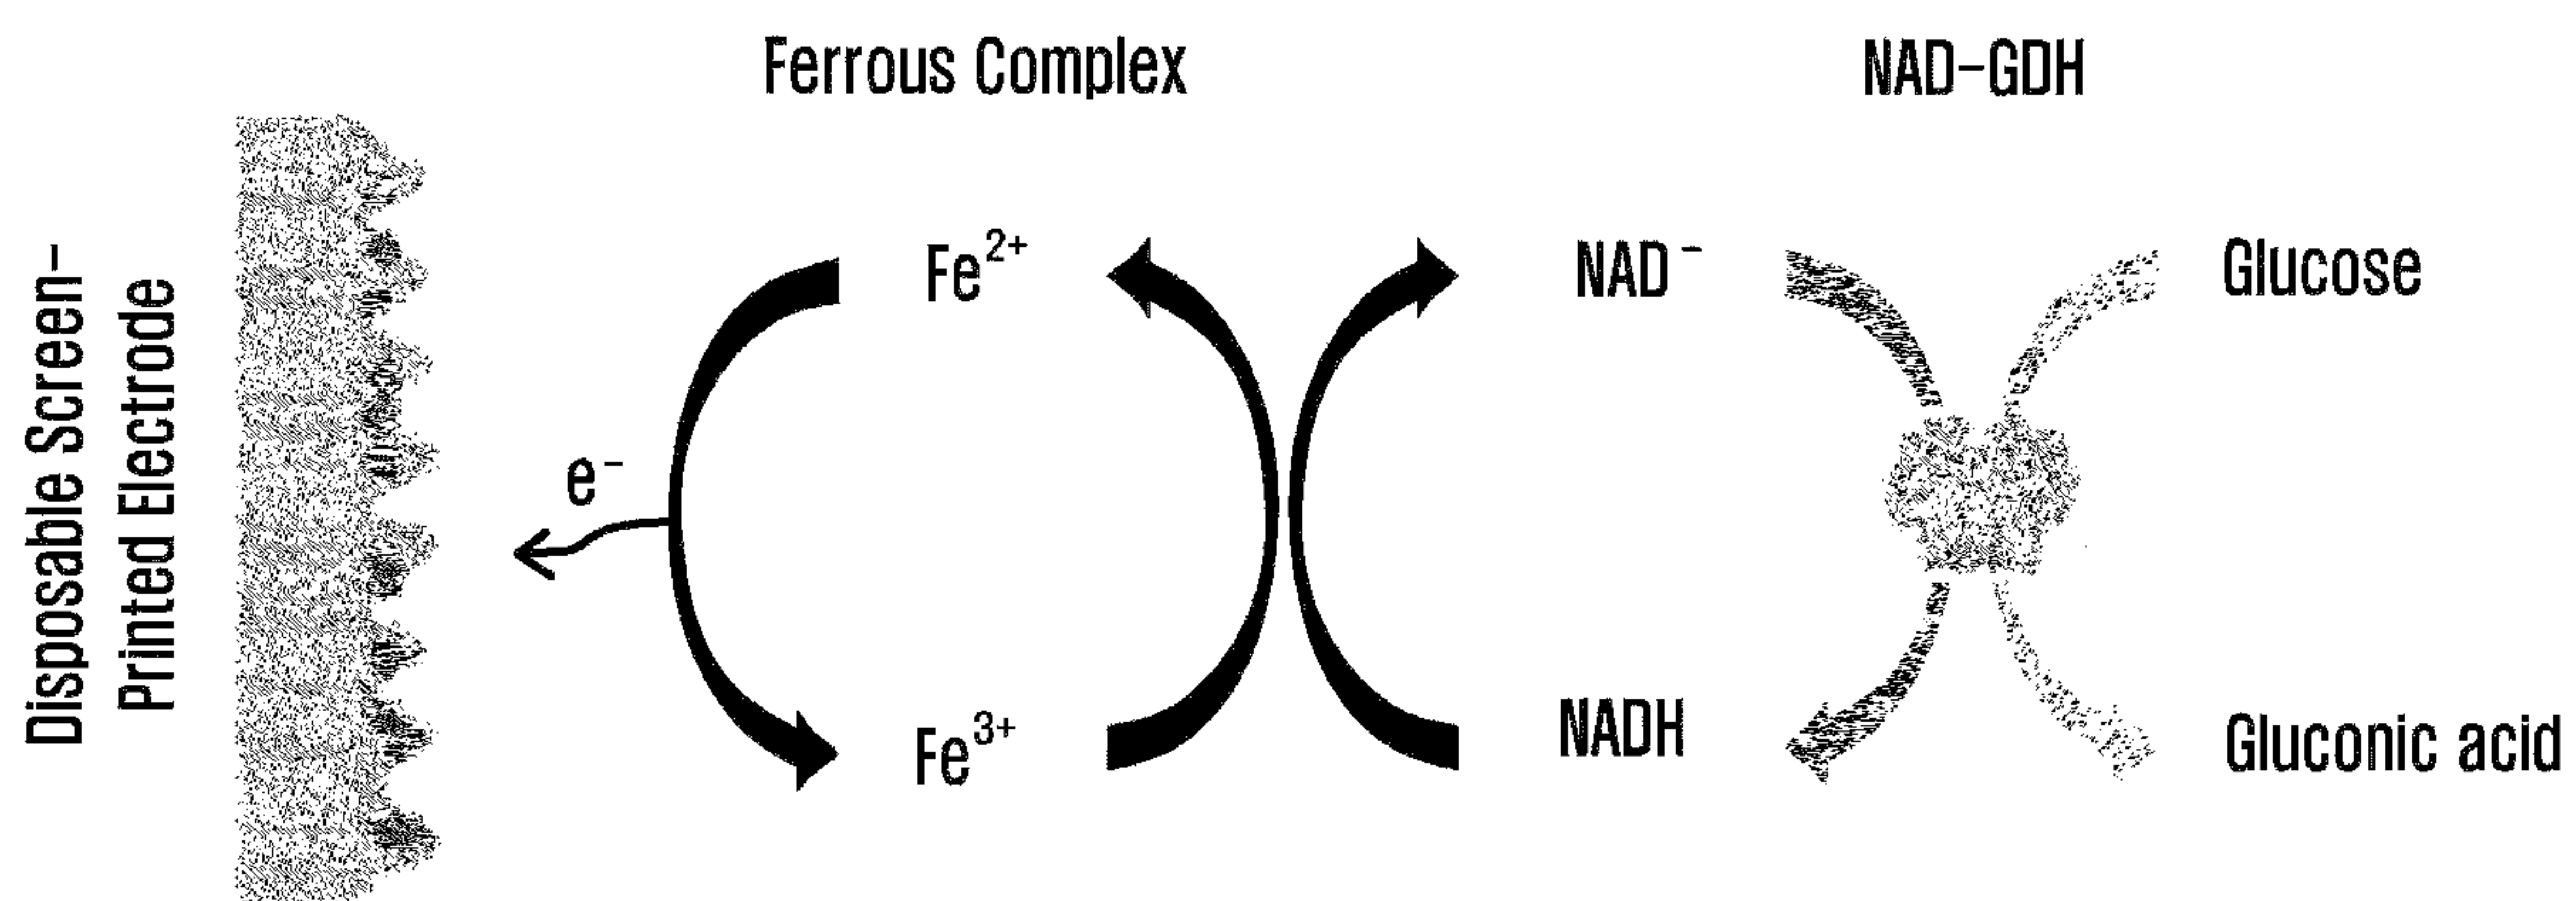 Ferrous Complex
NAD-GDH
Disposable Screen-
Printed Electrode
Fe2+
NAD-
Glucose
e-
Fe3+
NADH
Gluconic acid